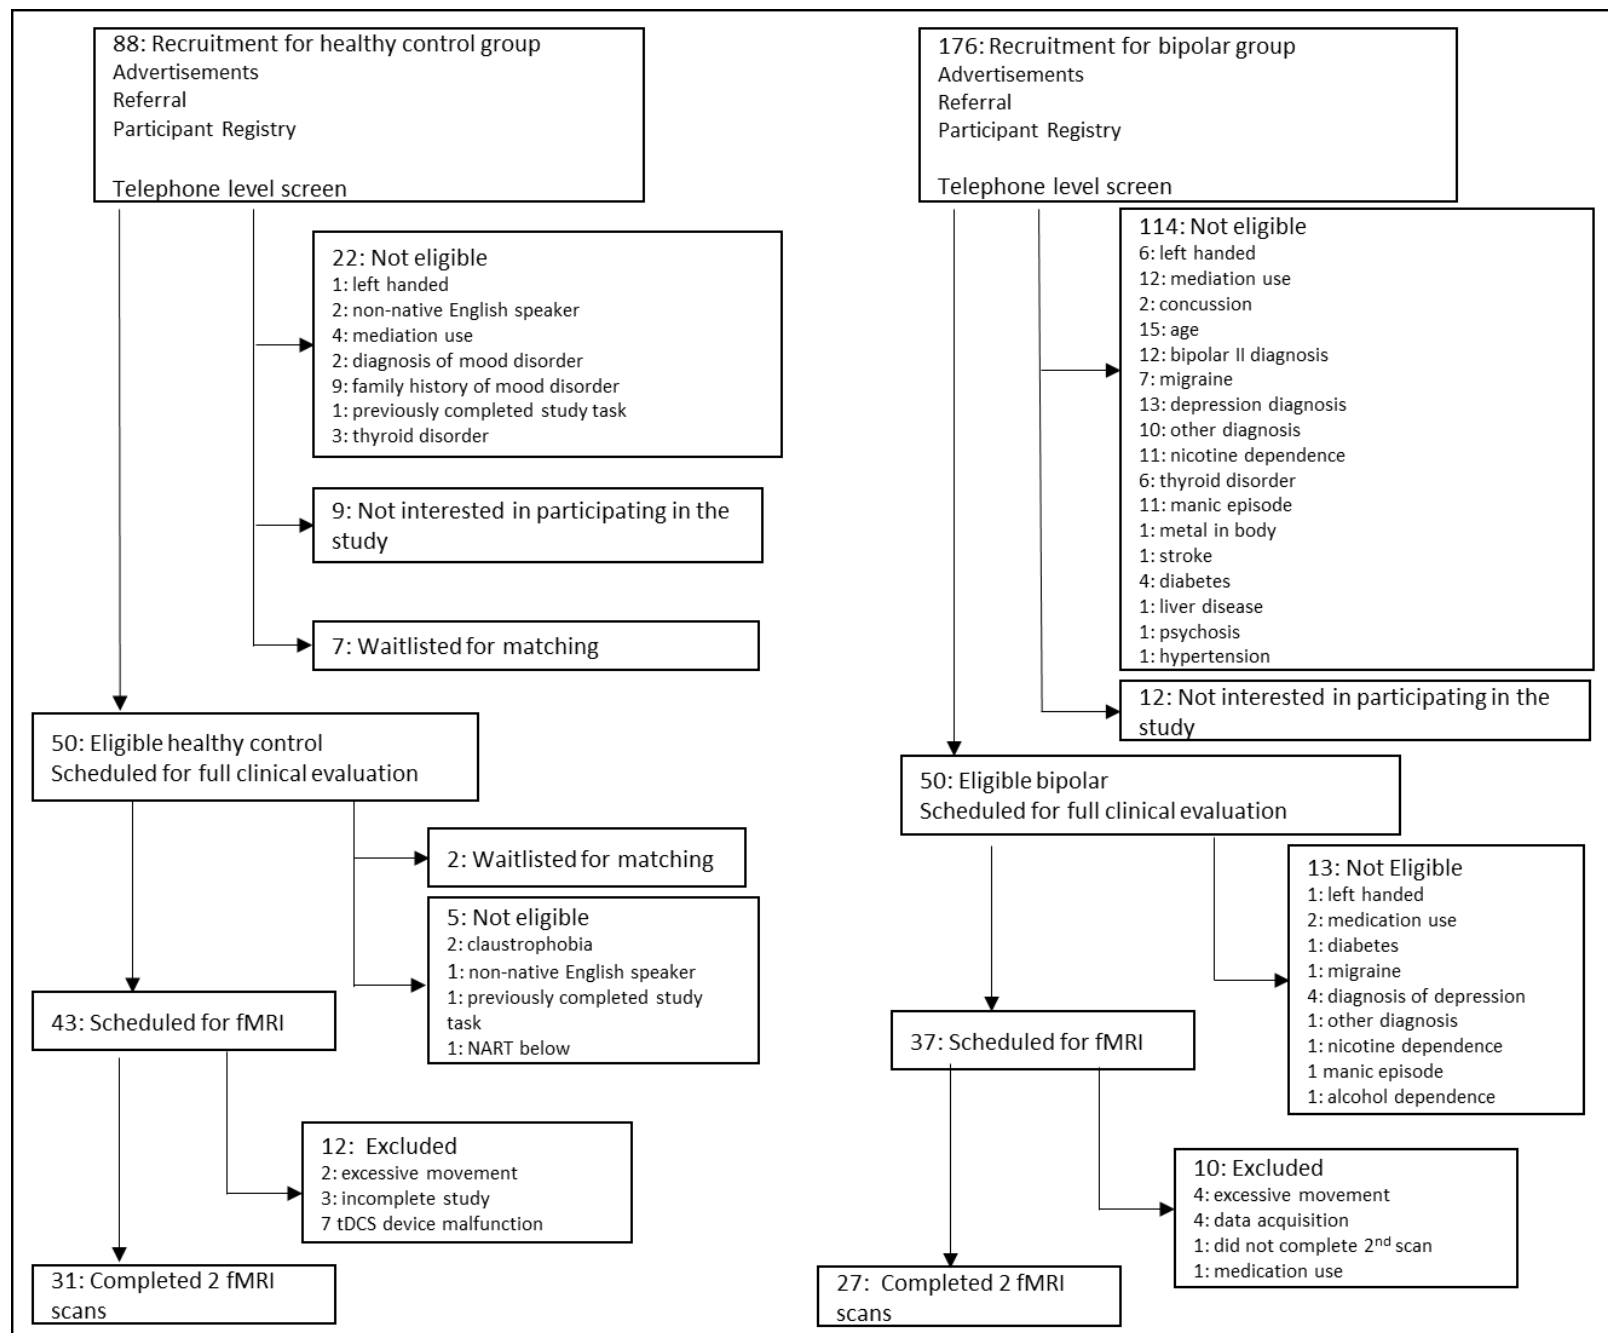 88: Recruitment for healthy control group
Advertisements
Referral
Participant Registry
Telephone level screen
22: Not eligible
1: left handed
2: non-native English speaker
4: mediation use
2: diagnosis of mood disorder
9: family history of mood disorder
1: previously completed study task
3: thyroid disorder
9: Not interested in participating in the
study
7: Waitlisted for matching
50: Eligible healthy control
Scheduled for full clinical evaluation
2: Waitlisted for matching
5: Not eligible
2: claustrophobia
1: non-native English speaker
1: previously completed study
task
1: NART below
43: Scheduled for fMRI
12: Excluded
2: excessive movement
3: incomplete study
7 tDCS device malfunction
31: Completed 2 fMRI
scans
176: Recruitment for bipolar group
Advertisements
Referral
Participant Registry
Telephone level screen
114: Not eligible
6: left handed
12: mediation use
2: concussion
15: age
12: bipolar II diagnosis
7: migraine
13: depression diagnosis
10: other diagnosis
11: nicotine dependence
6: thyroid disorder
11: manic episode
1: metal in body
1: stroke
4: diabetes
1: liver disease
1: psychosis
1: hypertension
12: Not interested in participating in the
study
50: Eligible bipolar
Scheduled for full clinical evaluation
13: Not Eligible
1: left handed
2: medication use
1: diabetes
1: migraine
4: diagnosis of depression
1: other diagnosis
1: nicotine dependence
1 manic episode
1: alcohol dependence
37: Scheduled for fMRI
10: Excluded
4: excessive movement
4: data acquisition
1: did not complete 2nd scan
1: medication use
27: Completed 2 fMRI
scans